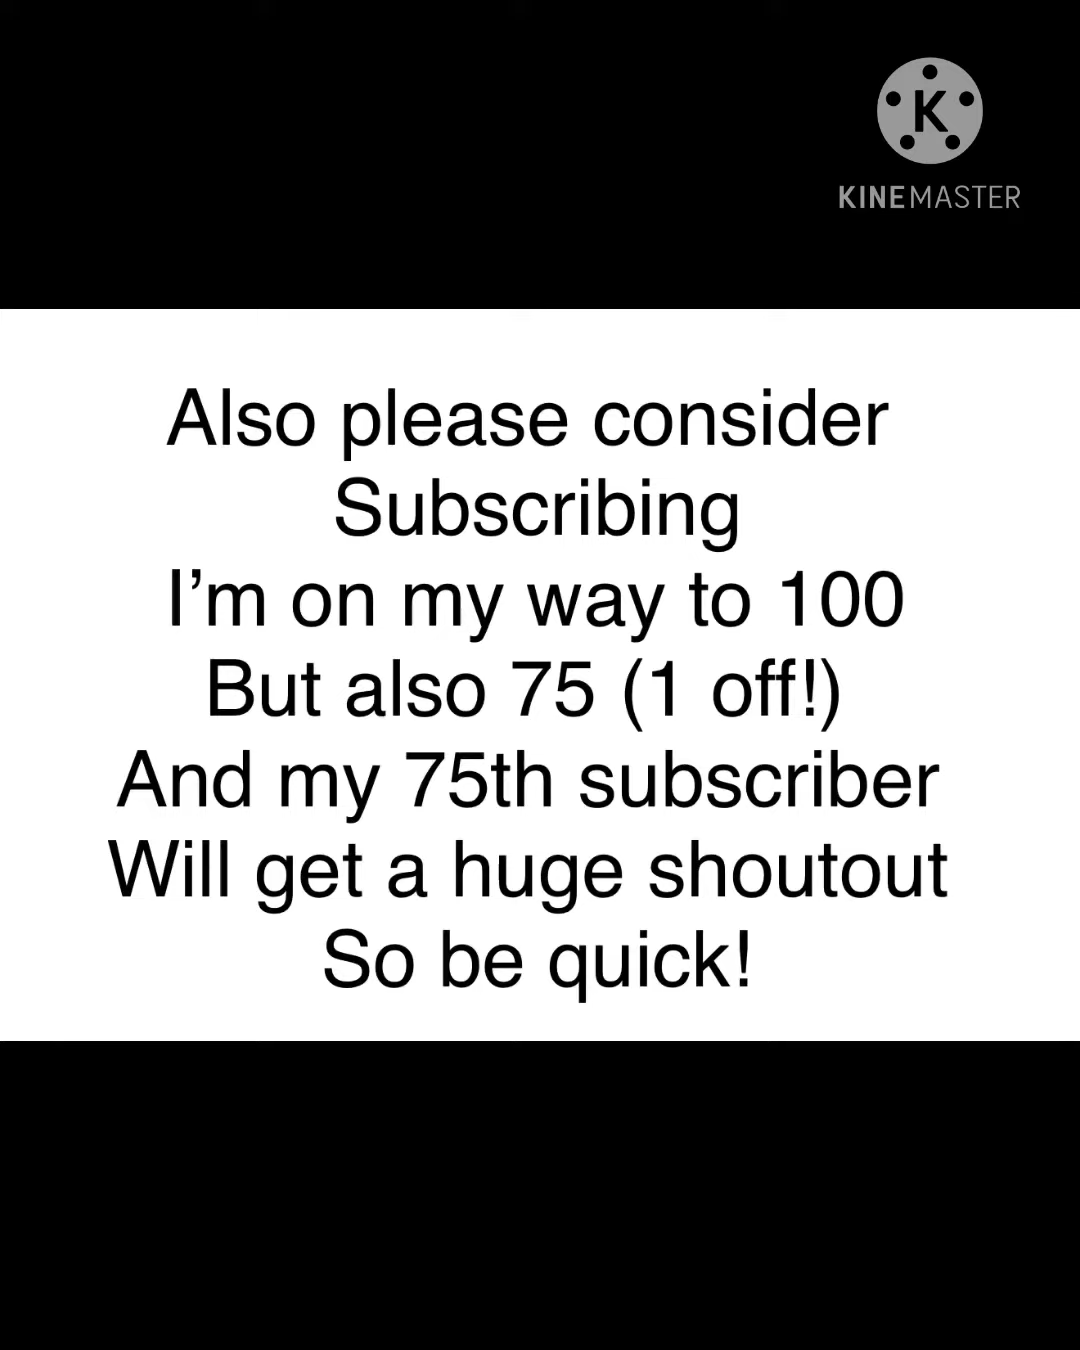 K
KINEMASTER
Also please consider
Subscribing
I’m on my way to 100
But also 75 (1 off!)
And my 75th subscriber
Will get a huge shoutout
So be quick!